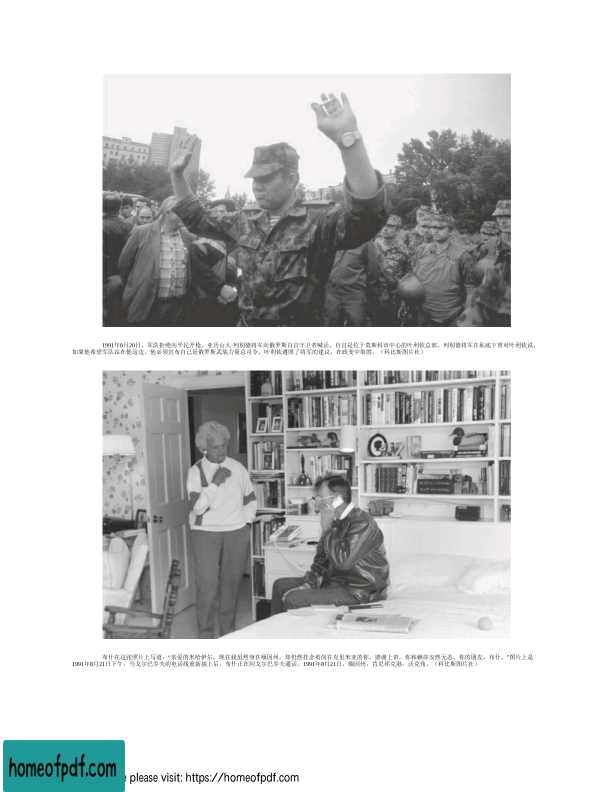 1991年8月20日，军队拒绝向平民开枪，亚历山大·列别德将军向俄罗斯白宫守卫者喊话。白宫是位于莫斯科市中心的叶利钦总部。列别德将军在私底下曾对叶利钦说，
如果他希望军队站在他这边，他必须宣布自己是俄罗斯武装力量总司令。叶利钦遵照了将军的建议，在政变中取胜。（科比斯图片社）
布什在这张照片上写道：“亲爱的米哈伊尔，现在我虽然身在缅因州，却仍然挂念着尚在克里米亚的你。感谢上帝，你和赖莎安然无恙。你的朋友，布什。”图片上是
1991年8月21日下午，当戈尔巴乔夫的电话线重新接上后，布什正在同戈尔巴乔夫通话。1991年8月21日，缅因州，肯尼邦克港，沃克角。（科比斯图片社）
homeofpdf.com
e please visit: https://homeofpdf.com